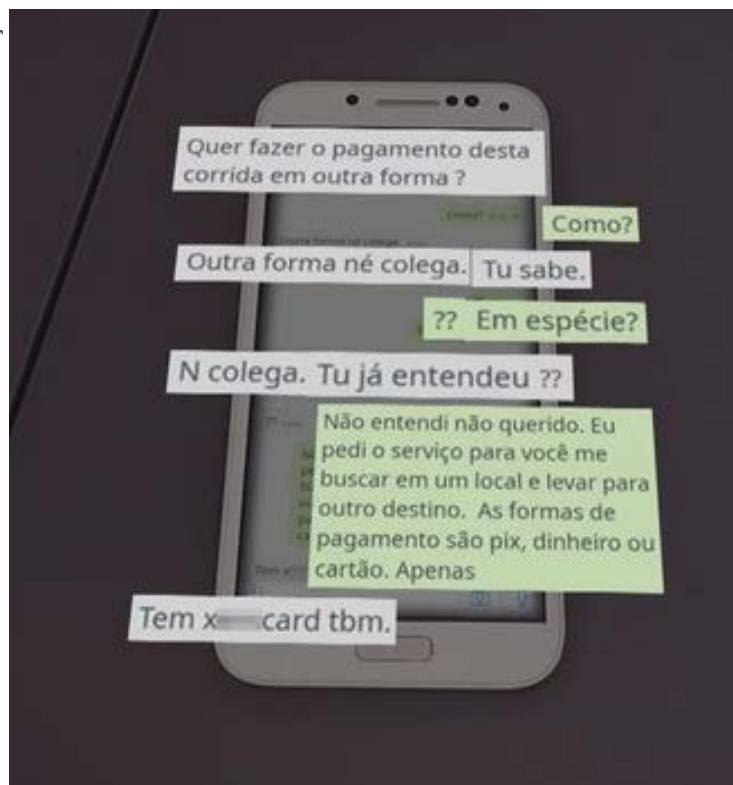 Quer fazer o pagamento desta
corrida em outra forma ?
Como?
Outra forma né colega. Tu sabe.
?? Em espécie?
N colega. Tu já entendeu ??
Não entendi não querido. Eu
pedi o serviço para você me
buscar em um local e levar para
outro destino. As formas de
pagamento são pix, dinheiro ou
cartão. Apenas
Tem x card tbm.